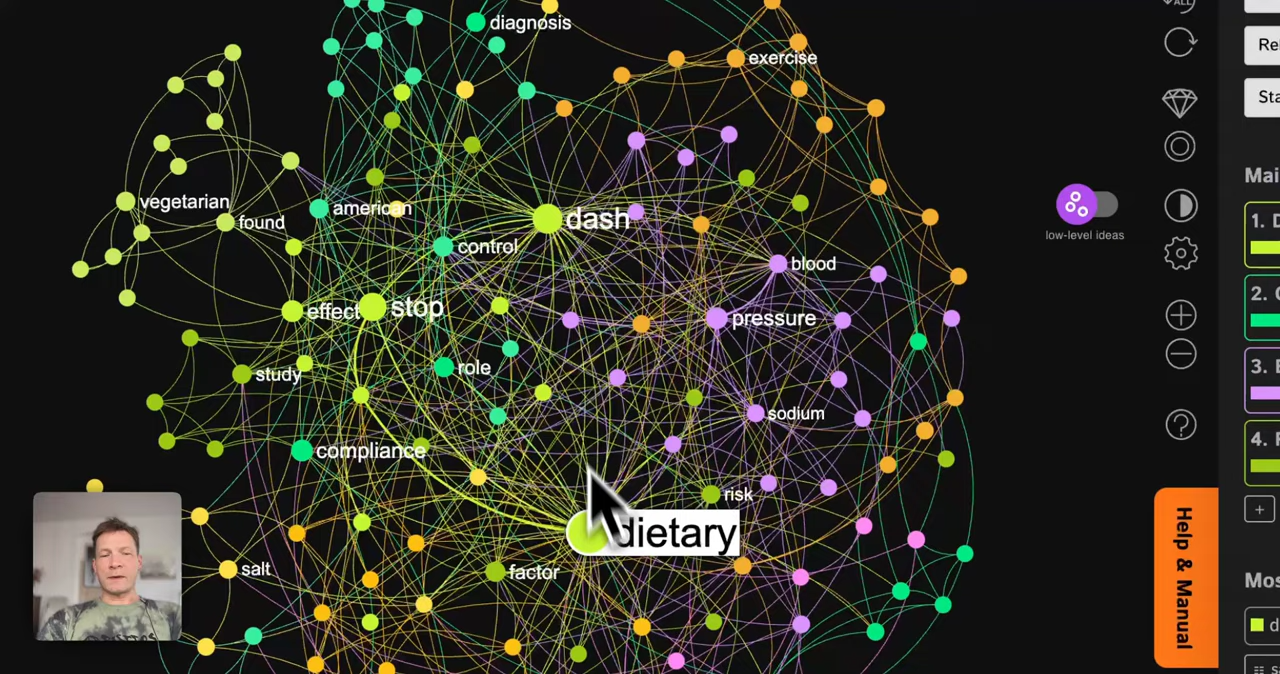 ALL
diagnosis
exercise
Re
Sta
vegetarian
american
found
dash
control
blood
low-level ideas
Mai
1. D
effect
stop
pressure
2. C
study
role
3. E
sodium
compliance
4. F
risk
dietary
salt
factor
Help & Manual
Mos
d